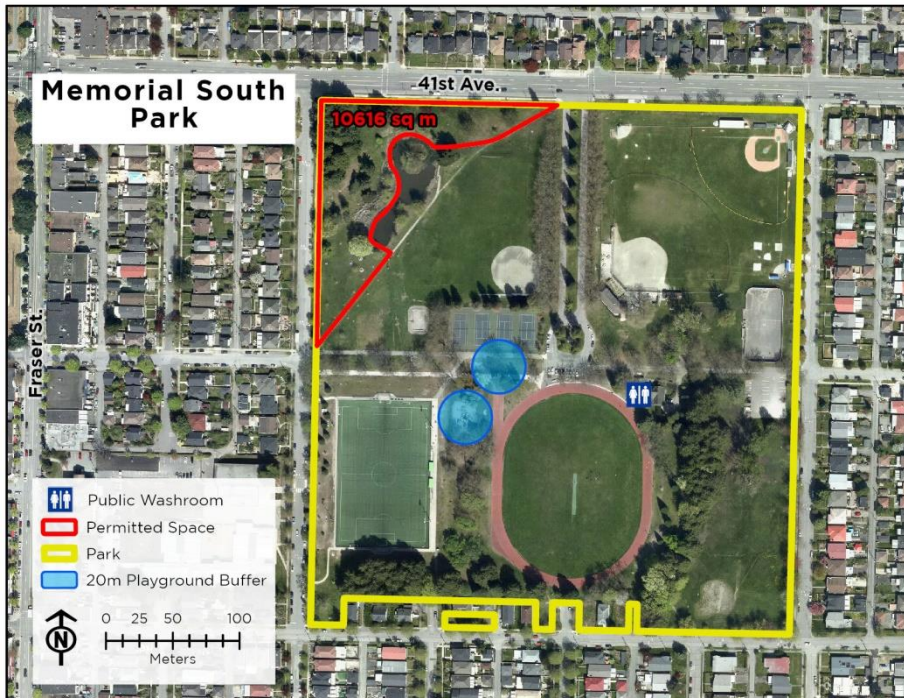 Memorial South
Park
41st Ave.
10616 sq m
Fraser St.
Public Washroom
Permitted Space
Park
20m Playground Buffer
N
0 25 50 100
Meters